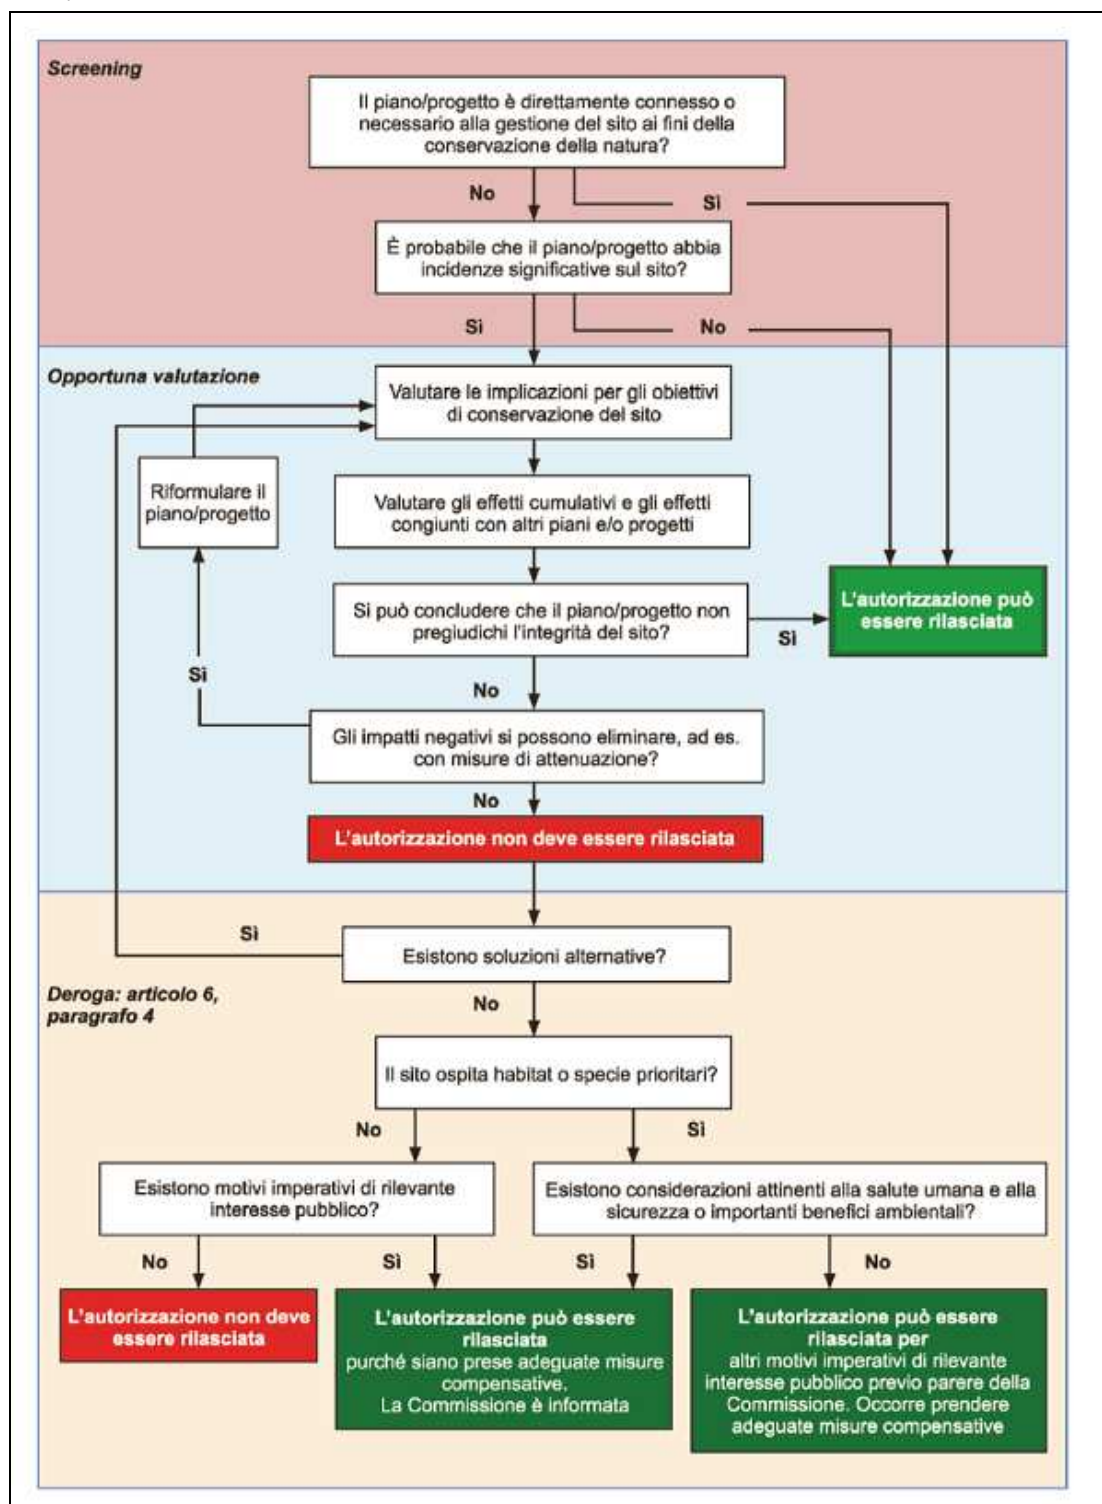 Screening
Il piano/progetto è direttamente connesso o
necessario alla gestione del sito ai fini della
conservazione della natura?
No
Sì
È probabile che il piano/progetto abbia
incidenze significative sul sito?
Sì
No
Opportuna valutazione
Valutare le implicazioni per gli obiettivi
di conservazione del sito
Riformulare il
piano/progetto
Valutare gli effetti cumulativi e gli effetti
congiunti con altri piani e/o progetti
Si può concludere che il piano/progetto non
pregiudichi l'integrità del sito?
Sì
L'autorizzazione può
essere rilasciata
Sì
No
Gli impatti negativi si possono eliminare, ad es.
con misure di attenuazione?
No
L'autorizzazione non deve essere rilasciata
Sì
Esistono soluzioni alternative?
Deroga: articolo 6,
paragrafo 4
No
Il sito ospita habitat o specie prioritari?
No
Sì
Esistono motivi imperativi di rilevante
interesse pubblico?
Esistono considerazioni attinenti alla salute umana e alla
sicurezza o importanti benefici ambientali?
No
Sì
Sì
No
L'autorizzazione non deve
essere rilasciata
L'autorizzazione può essere
rilasciata
purché siano prese adeguate misure
compensative.
La Commissione è informata
L'autorizzazione può essere
rilasciata per
altri motivi imperativi di rilevante
interesse pubblico previo parere della
Commissione. Occorre prendere
adeguate misure compensative